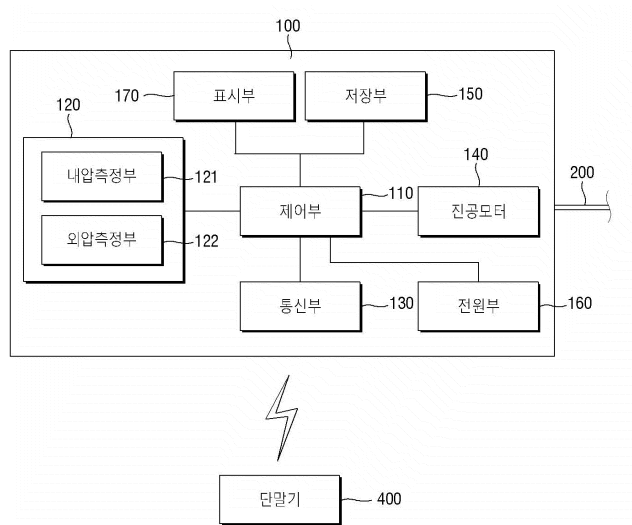 100
170 표시부 저장부 150
120
내압측정부 121
외압측정부 122
제어부 110
140
진공모터
200
통신부 130
전원부 160
단말기 400